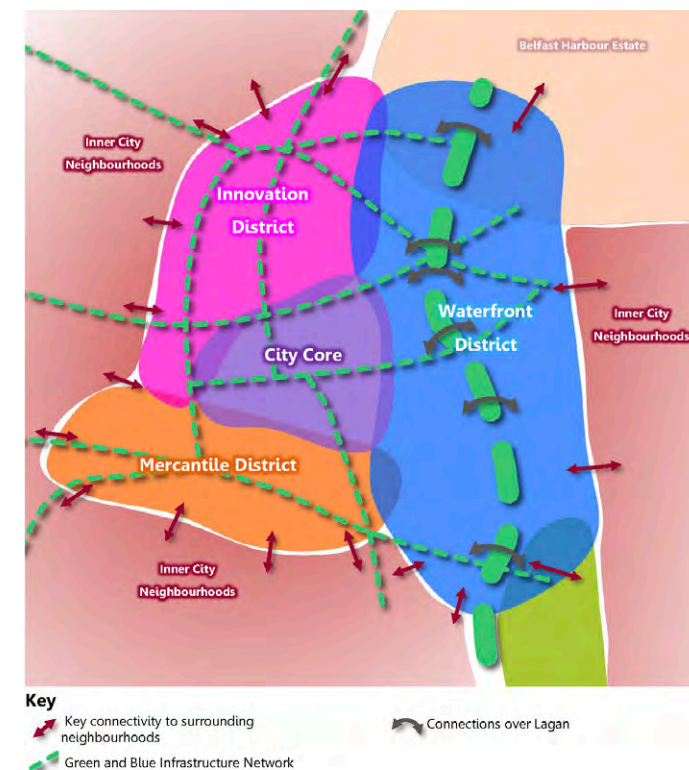 Belfast Harbour Estate
Inner City
Neighbourhoods
Innovation
District
Waterfront
District
Inner City
Neighbourhoods
City Core
Mercantile District
Inner City
Neighbourhoods
Key
Key connectivity to surrounding
neighbourhoods
Connections over Lagan
Green and Blue Infrastructure Network